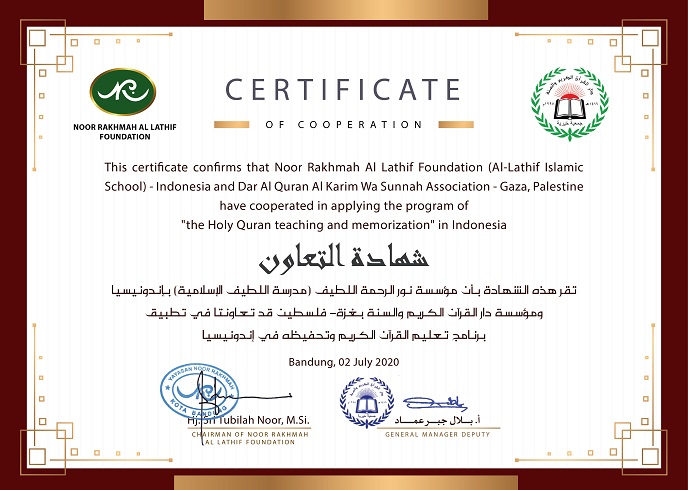 NOOR RAKHMAH AL LATHIF
FOUNDATION
CERTIFICATE
OF COOPERATION
This certificate confirms that Noor Rakhmah Al Lathif Foundation (Al-Lathif Islamic
School) - Indonesia and Dar Al Quran Al Karim Wa Sunnah Association - Gaza, Palestine
have cooperated in applying the program of
"the Holy Quran teaching and memorization" in Indonesia
شهادة التعاون
تقر هذه الشهادة بأن مؤسسة نور الرحمة اللطيف (مدرسة اللطيف الإسلامية) بإندونيسيا
ومؤسسة دار القرآن الكريم والسنة بغزة- فلسطين قد تعاونتا في تطبيق
برنامج تعليم القرآن الكريم وتحفيظه في إندونيسيا
Bandung, 02 July 2020
YAYASAN NOOR RAKHMAH
KOTA BANDUNG
Hj. Sri Tubilah Noor, M.Si.
CHAIRMAN OF NOOR RAKHMAH
AL LATHIF FOUNDATION
أ. بلال جبر عماد
GENERAL MANAGER DEPUTY